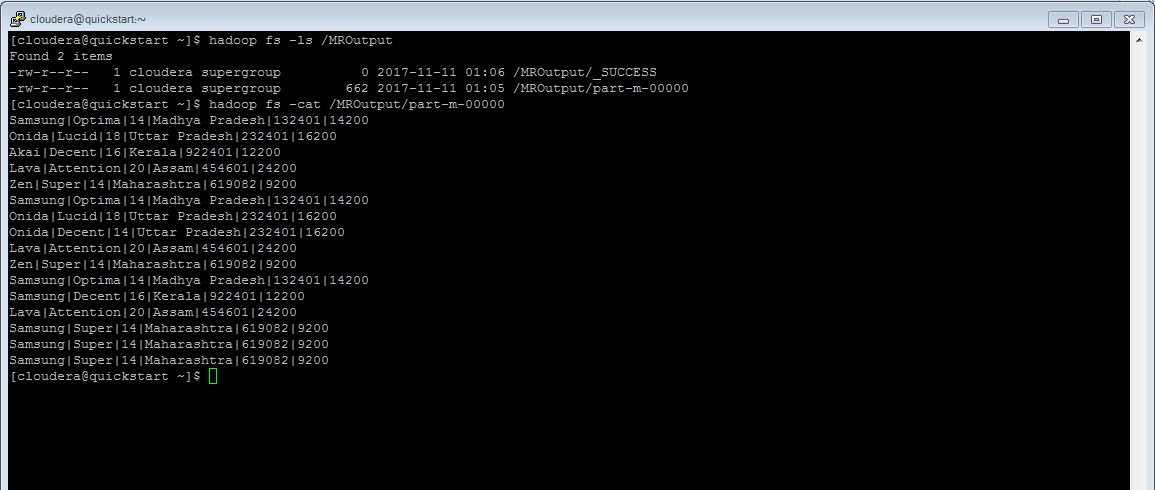 cloudera@quickstart:~
[cloudera@quickstart ~]$ hadoop fs -ls /MROutput
Found 2 items
-rw-r--r--   1 cloudera supergroup          0 2017-11-11 01:06 /MROutput/_SUCCESS
-rw-r--r--   1 cloudera supergroup        662 2017-11-11 01:05 /MROutput/part-m-00000
[cloudera@quickstart ~]$ hadoop fs -cat /MROutput/part-m-00000
Samsung|Optima|14|Madhya Pradesh|132401|14200
Onida|Lucid|18|Uttar Pradesh|232401|16200
Akai|Decent|16|Kerala|922401|12200
Lava|Attention|20|Assam|454601|24200
Zen|Super|14|Maharashtra|619082|9200
Samsung|Optima|14|Madhya Pradesh|132401|14200
Onida|Lucid|18|Uttar Pradesh|232401|16200
Onida|Decent|14|Uttar Pradesh|232401|16200
Lava|Attention|20|Assam|454601|24200
Zen|Super|14|Maharashtra|619082|9200
Samsung|Optima|14|Madhya Pradesh|132401|14200
Samsung|Decent|16|Kerala|922401|12200
Lava|Attention|20|Assam|454601|24200
Samsung|Super|14|Maharashtra|619082|9200
Samsung|Super|14|Maharashtra|619082|9200
Samsung|Super|14|Maharashtra|619082|9200
[cloudera@quickstart ~]$